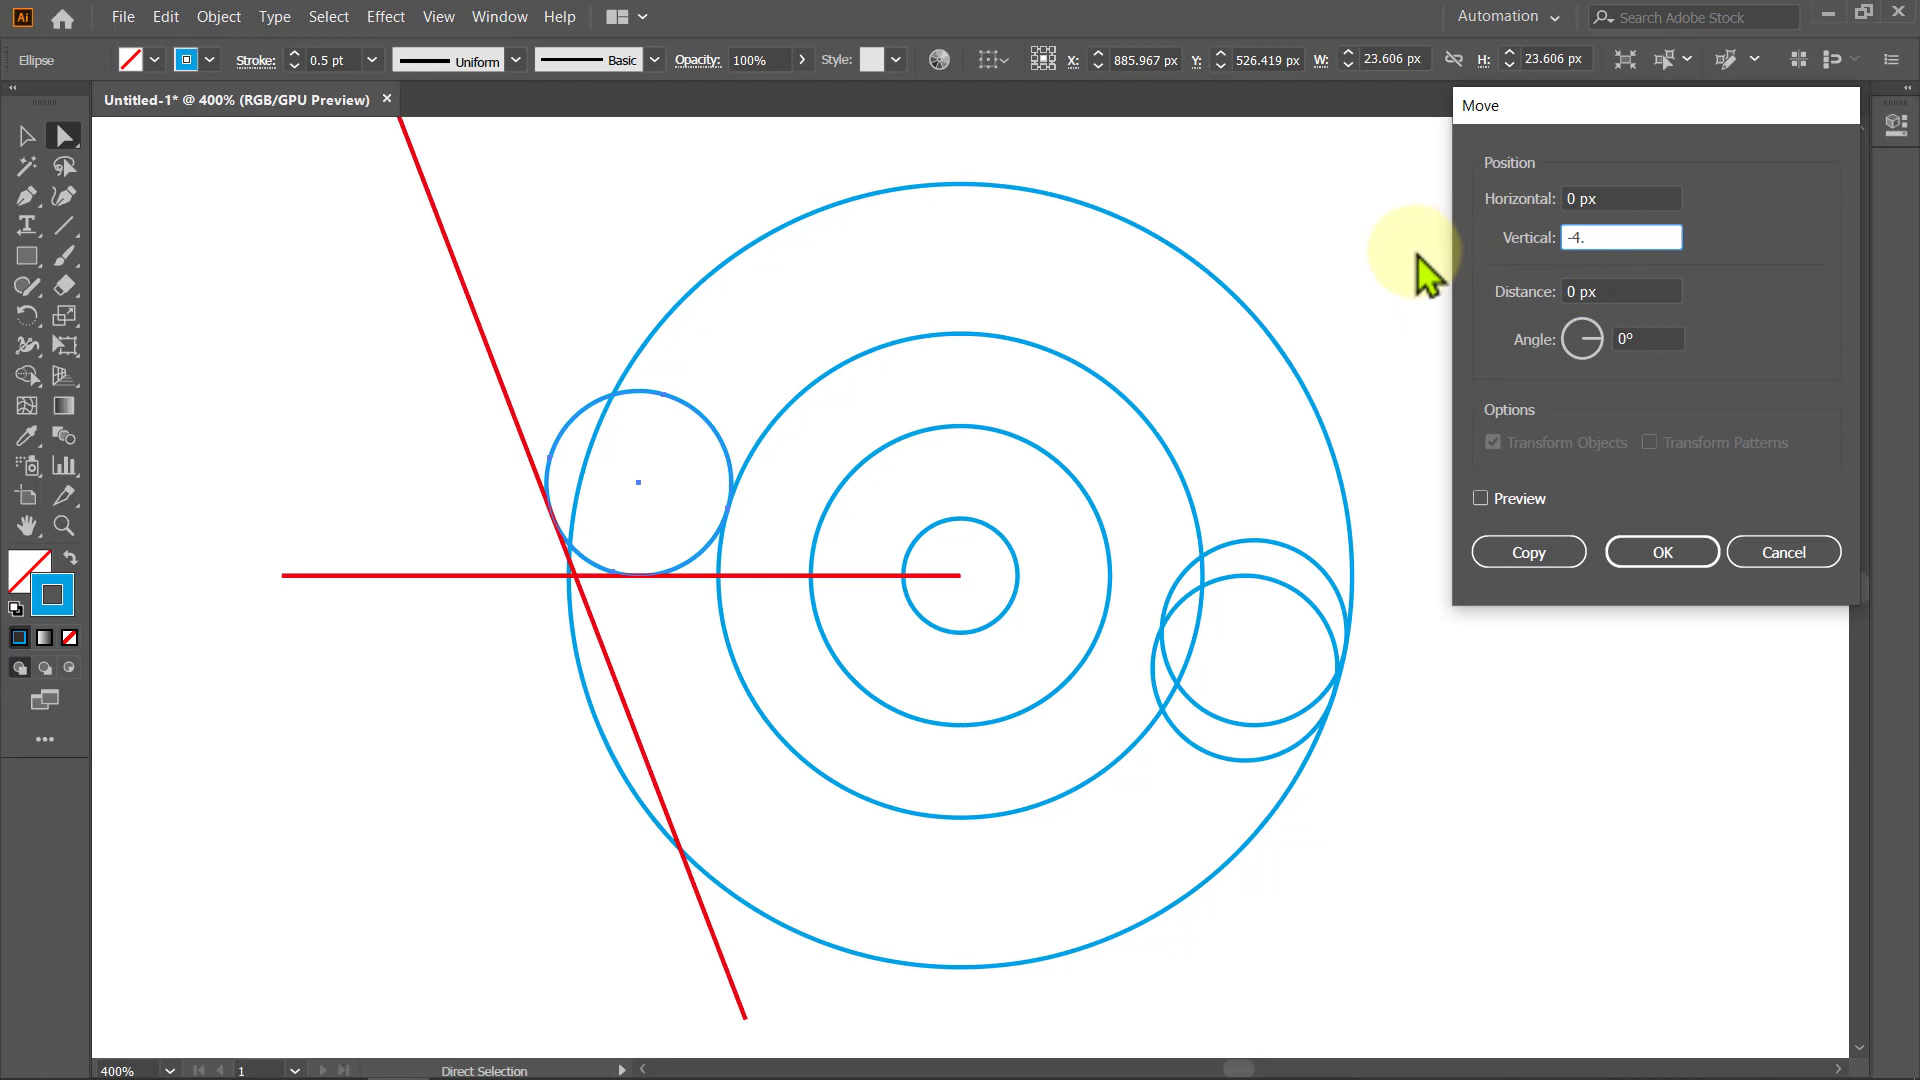 Ai File Edit Object Type Select Effect View Window Help Automation Search Adobe Stock
Ellipse Stroke: 0.5 pt Uniform Basic Opacity: 100% Style: X: 885.967 px Y: 526.419 px W: 23.606 px H: 23.606 px
Untitled-1* @ 400% (RGB/GPU Preview)
Move
Position
Horizontal: 0 px
Vertical: -4.
Distance: 0 px
Angle: 0°
Options
Transform Objects Transform Patterns
Preview
Copy OK Cancel
400% 1 Direct Selection